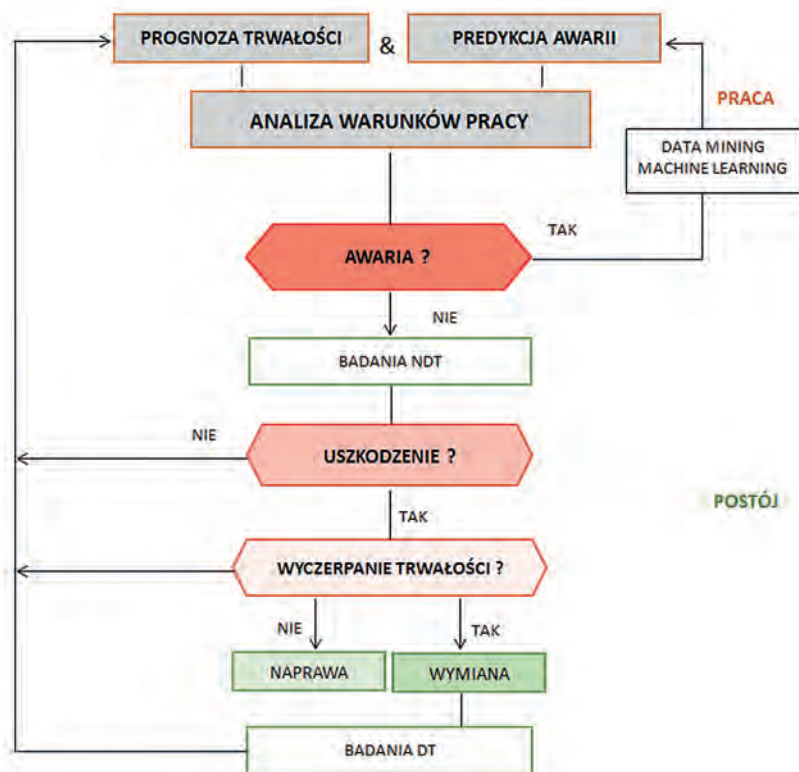 PROGNOZA TRWAŁOŚCI
&
PREDYKCJA AWARII
PRACA
ANALIZA WARUNKÓW PRACY
DATA MINING
MACHINE LEARNING
AWARIA ?
TAK
NIE
BADANIA NDT
NIE
USZKODZENIE ?
POSTÓJ
TAK
WYCZERPANIE TRWAŁOŚCI ?
NIE
TAK
NAPRAWA
WYMIANA
BADANIA DT